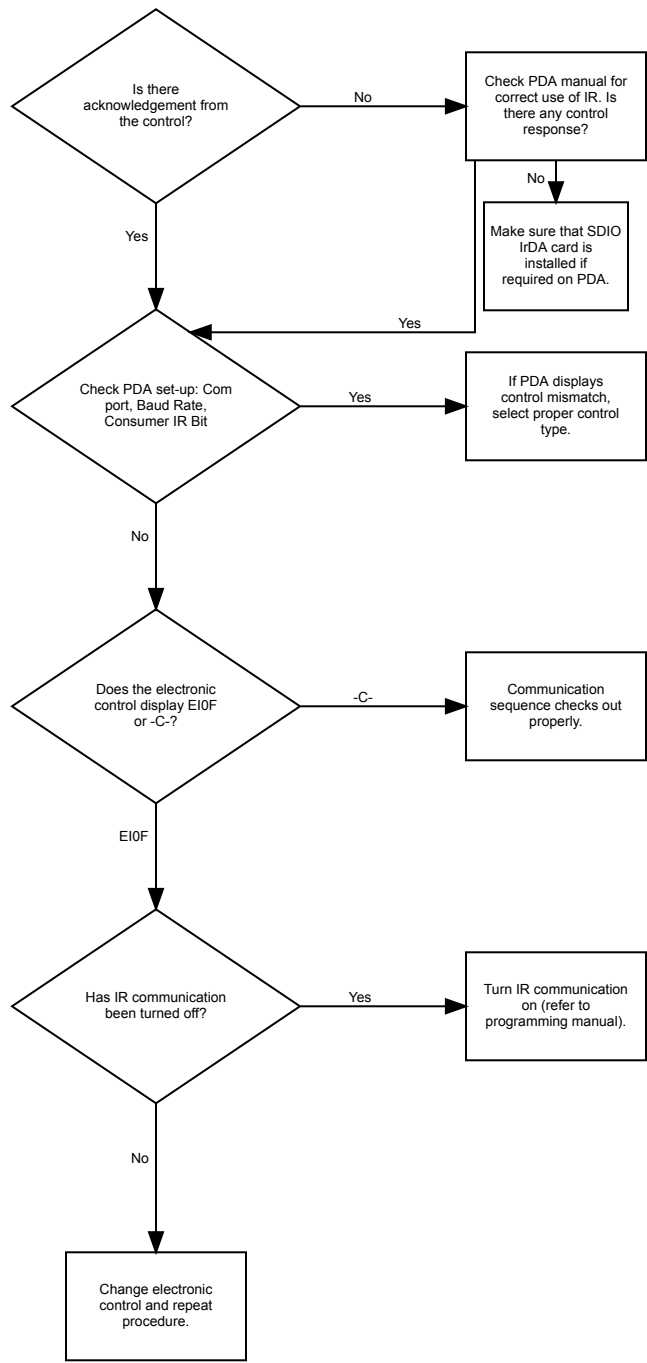 Is there
acknowledgement from
the control?
No
Check PDA manual for
correct use of IR. Is
there any control
response?
No
Make sure that SDIO
IrDA card is
installed if
required on PDA.
Yes
Yes
Check PDA set-up: Com
port, Baud Rate,
Consumer IR Bit
Yes
If PDA displays
control mismatch,
select proper control
type.
No
Does the electronic
control display EI0F
or -C-?
-C-
Communication
sequence checks out
properly.
EI0F
Has IR communication
been turned off?
Yes
Turn IR communication
on (refer to
programming manual).
No
Change electronic
control and repeat
procedure.